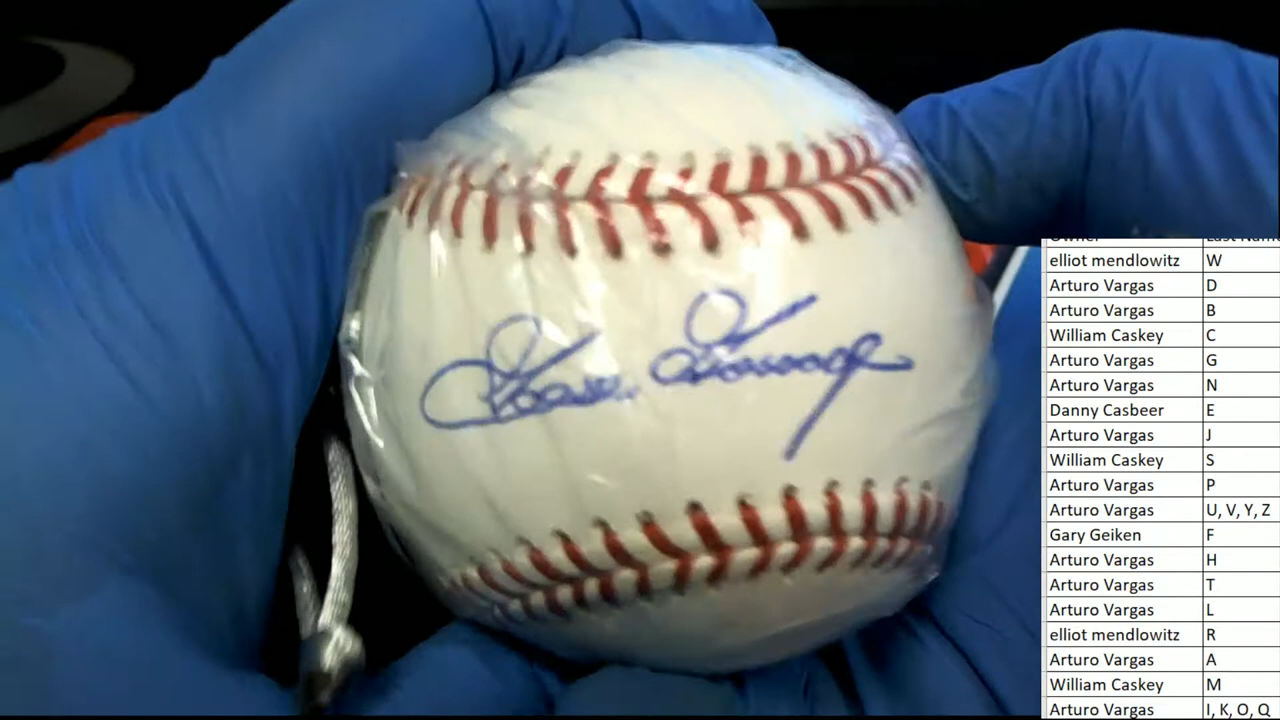 Goose Gossage
elliot mendlowitz W
Arturo Vargas D
Arturo Vargas B
William Caskey C
Arturo Vargas G
Arturo Vargas N
Danny Casbeer E
Arturo Vargas J
William Caskey S
Arturo Vargas P
Arturo Vargas U, V, Y, Z
Gary Geiken F
Arturo Vargas H
Arturo Vargas T
Arturo Vargas L
elliot mendlowitz R
Arturo Vargas A
William Caskey M
Arturo Vargas I, K, O, Q